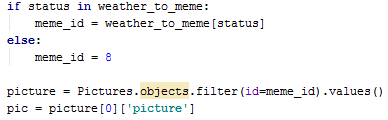 if status in weather_to_meme:
    meme_id = weather_to_meme[status]
else:
    meme_id = 8
picture = Pictures.objects.filter(id=meme_id).values()
pic = picture[0]['picture']